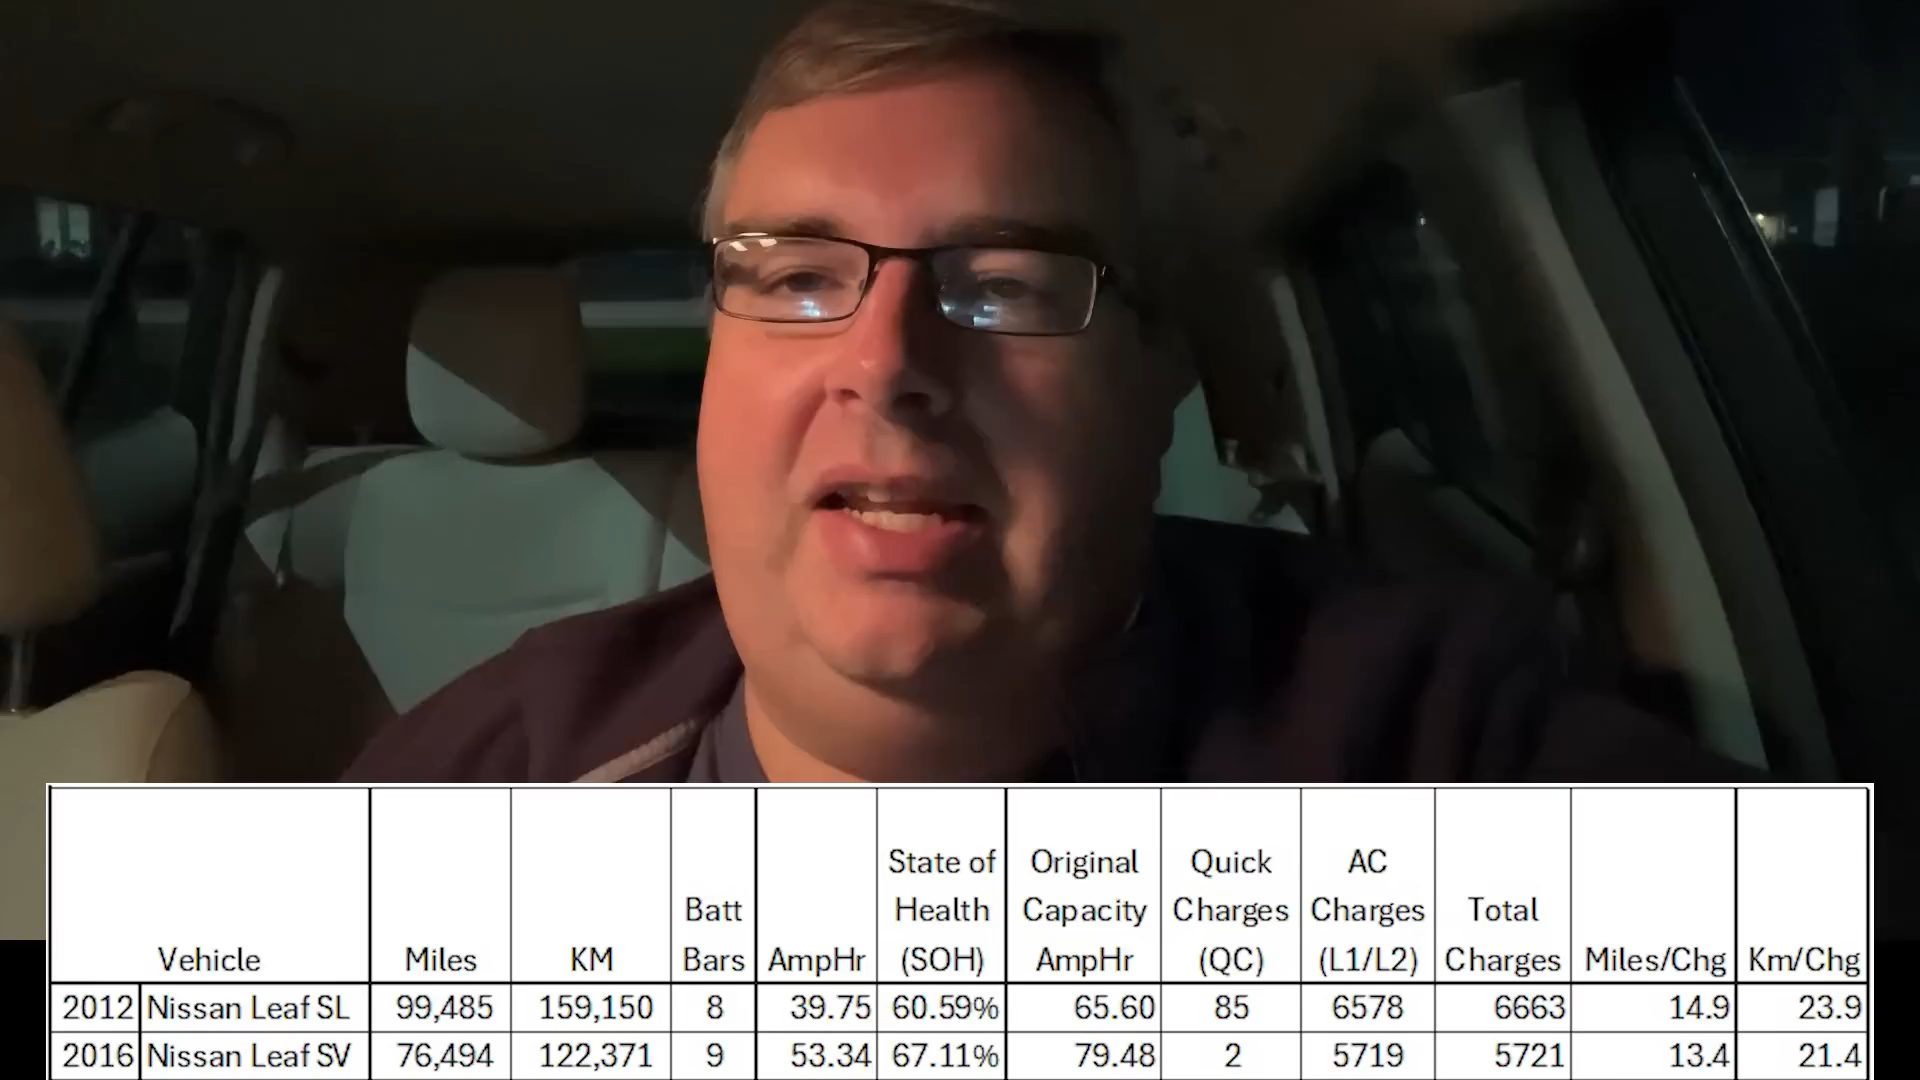 State of Original Quick AC
Batt Health Capacity Charges Charges Total
Vehicle Miles KM Bars AmpHr (SOH) AmpHr (QC) (L1/L2) Charges Miles/Chg Km/Chg
2012 Nissan Leaf SL 99,485 159,150 8 39.75 60.59% 65.60 85 6578 6663 14.9 23.9
2016 Nissan Leaf SV 76,494 122,371 9 53.34 67.11% 79.48 2 5719 5721 13.4 21.4